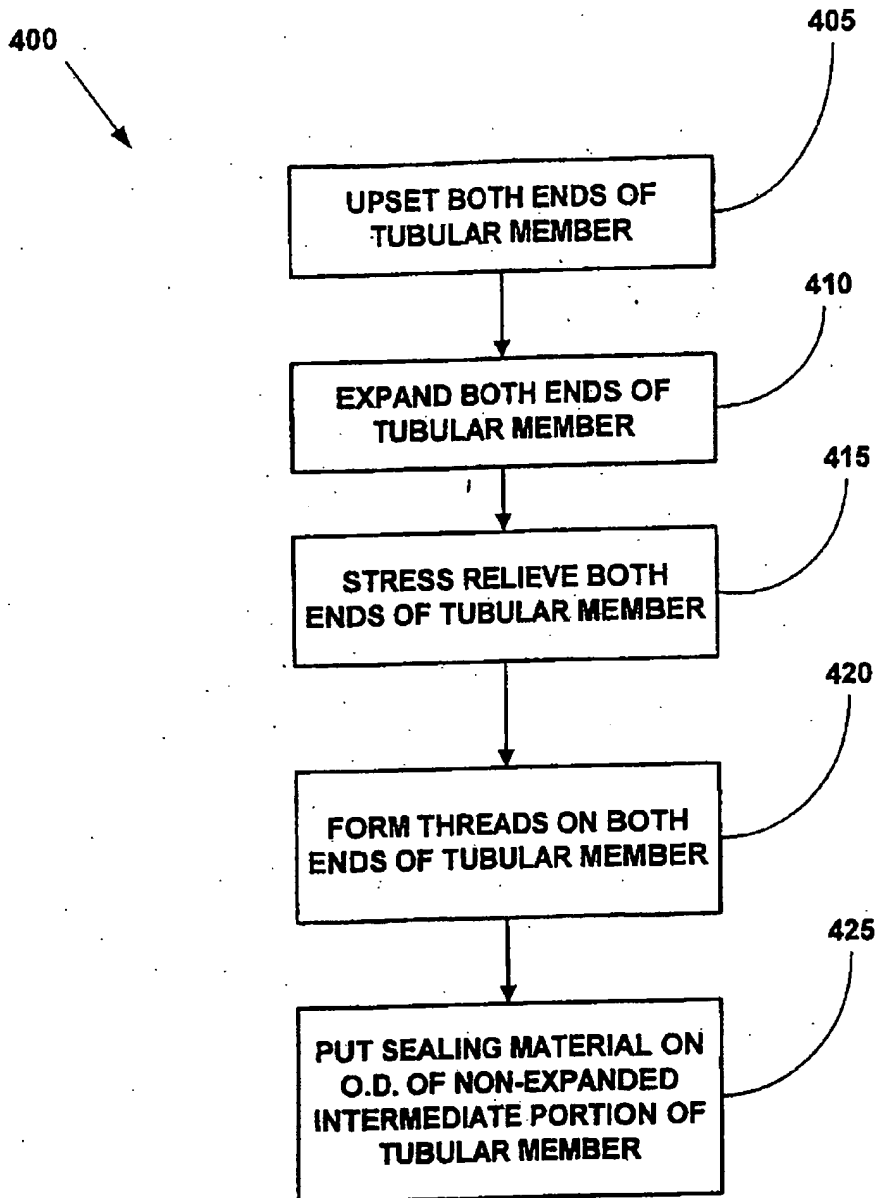 400
405
UPSET BOTH ENDS OF
TUBULAR MEMBER
410
EXPAND BOTH ENDS OF
TUBULAR MEMBER
415
STRESS RELIEVE BOTH
ENDS OF TUBULAR MEMBER
420
FORM THREADS ON BOTH
ENDS OF TUBULAR MEMBER
425
PUT SEALING MATERIAL ON
O.D. OF NON-EXPANDED
INTERMEDIATE PORTION OF
TUBULAR MEMBER